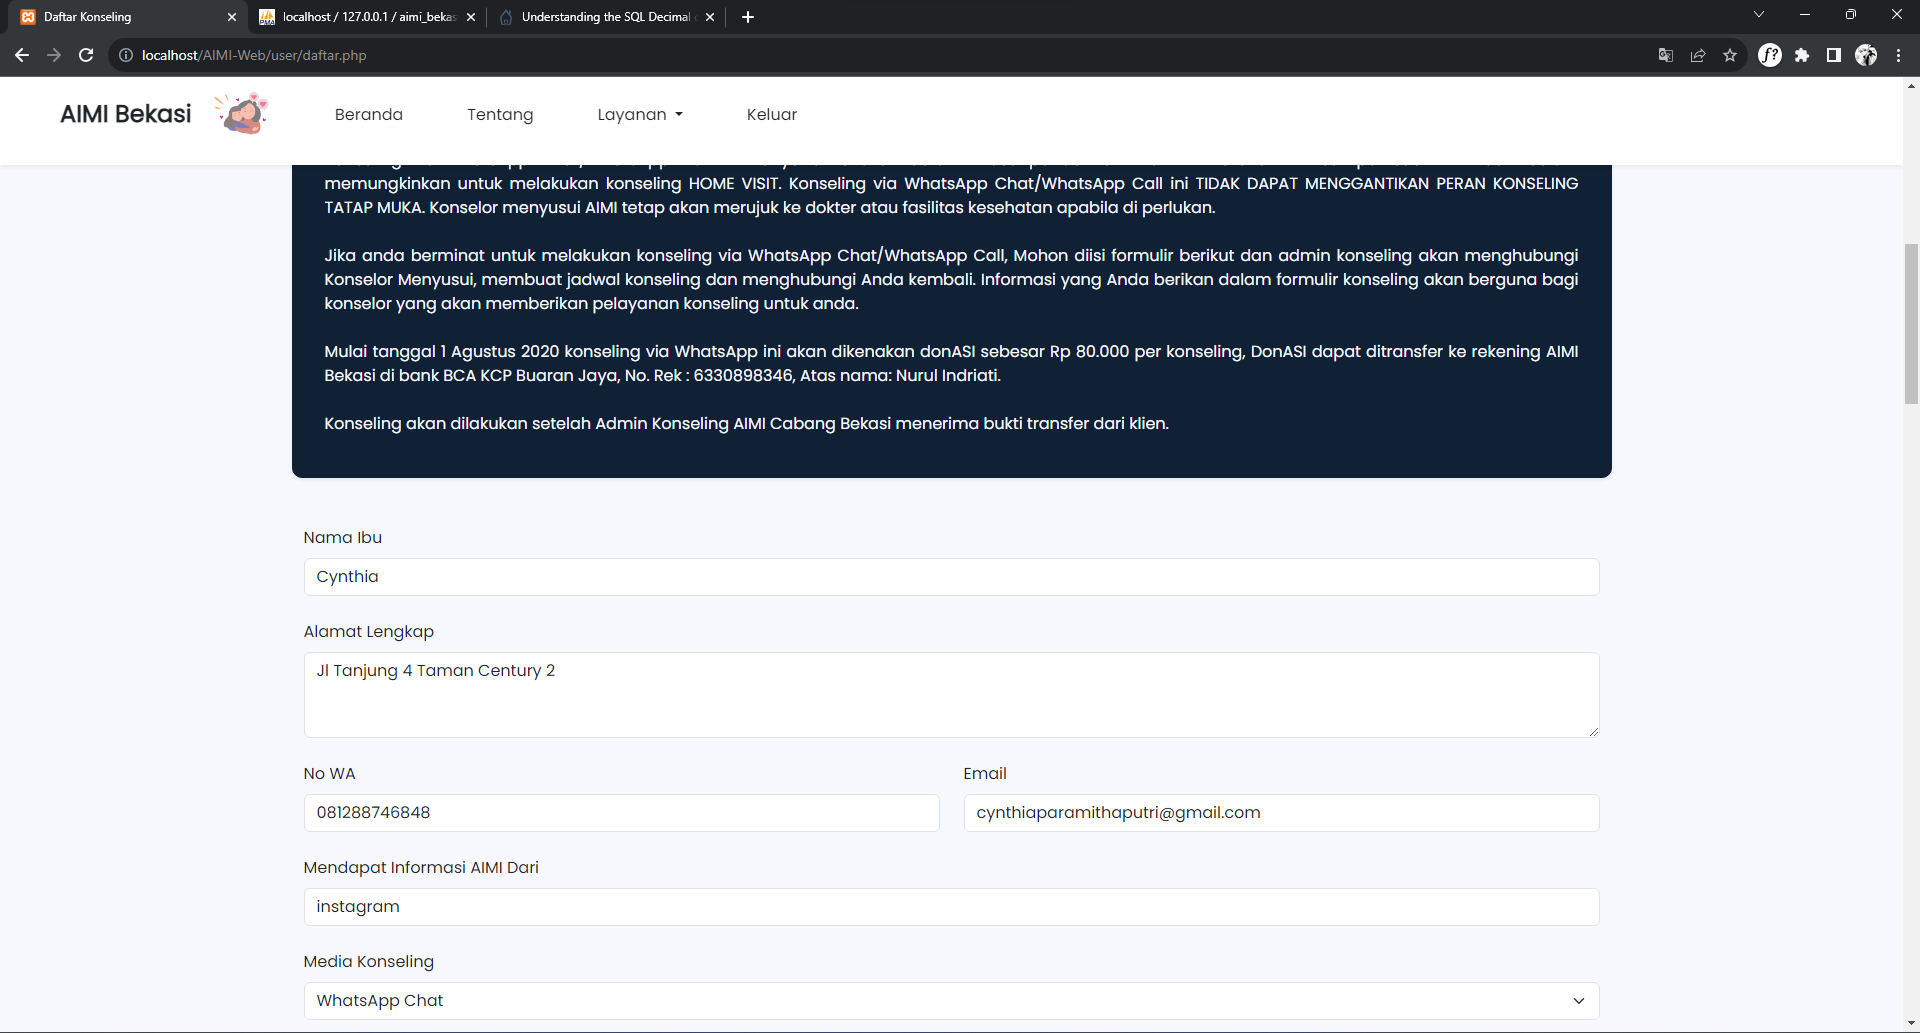 Daftar Konseling
localhost / 127.0.0.1 / aimi_bekas
Understanding the SQL Decimal
localhost/AIMI-Web/user/daftar.php
f?
AIMI Bekasi
Beranda
Tentang
Layanan
Keluar
memungkinkan untuk melakukan konseling HOME VISIT. Konseling via WhatsApp Chat/WhatsApp Call ini TIDAK DAPAT MENGGANTIKAN PERAN KONSELING
TATAP MUKA. Konselor menyusui AIMI tetap akan merujuk ke dokter atau fasilitas kesehatan apabila di perlukan.
Jika anda berminat untuk melakukan konseling via WhatsApp Chat/WhatsApp Call, Mohon diisi formulir berikut dan admin konseling akan menghubungi
Konselor Menyusui, membuat jadwal konseling dan menghubungi Anda kembali. Informasi yang Anda berikan dalam formulir konseling akan berguna bagi
konselor yang akan memberikan pelayanan konseling untuk anda.
Mulai tanggal 1 Agustus 2020 konseling via WhatsApp ini akan dikenakan donASI sebesar Rp 80.000 per konseling, DonASI dapat ditransfer ke rekening AIMI
Bekasi di bank BCA KCP Buaran Jaya, No. Rek : 6330898346, Atas nama: Nurul Indriati.
Konseling akan dilakukan setelah Admin Konseling AIMI Cabang Bekasi menerima bukti transfer dari klien.
Nama Ibu
Cynthia
Alamat Lengkap
Jl Tanjung 4 Taman Century 2
No WA
Email
081288746848
cynthiaparamithaputri@gmail.com
Mendapat Informasi AIMI Dari
instagram
Media Konseling
WhatsApp Chat